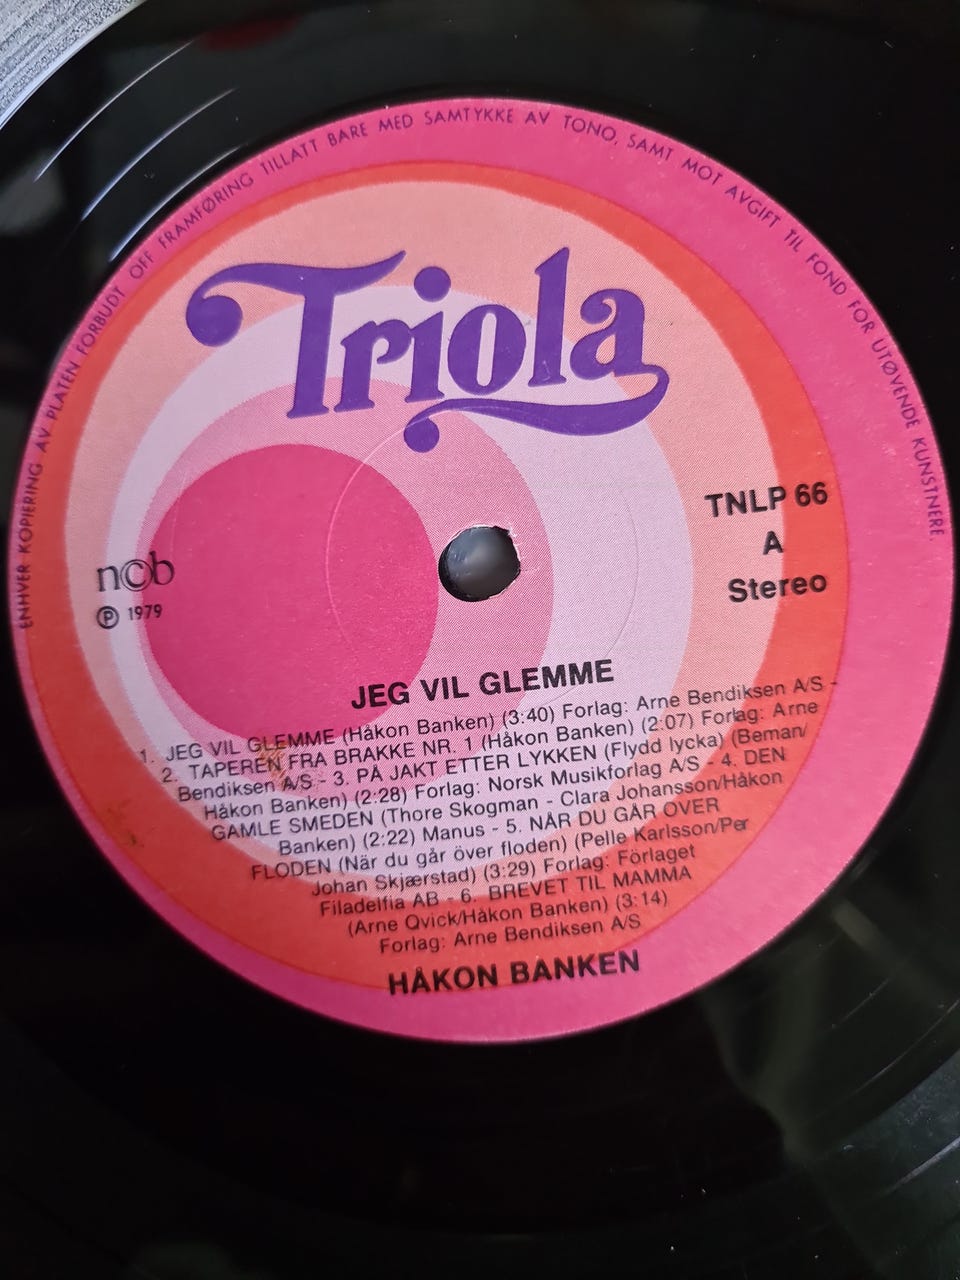 ENHVER KOPIERING AV PLATEN FORBUDT OFF FRAMFØRING TILLATT BARE MED SAMTYKKE AV TONO, SAMT MOT AVGIFT TIL FOND FOR UTØVENDE KUNSTNERE.
Triola
TNLP 66
A
Stereo
n©b
℗ 1979
JEG VIL GLEMME
1. JEG VIL GLEMME (Håkon Banken) (3:40) Forlag: Arne Bendiksen A/S -
2. TAPEREN FRA BRAKKE NR. 1 (Håkon Banken) (2:07) Forlag: Arne
Bendiksen A/S - 3. PÅ JAKT ETTER LYKKEN (Flydd lycka) (Beman/
Håkon Banken) (2:28) Forlag: Norsk Musikforlag A/S - 4. DEN
GAMLE SMEDEN (Thore Skogman - Clara Johansson/Håkon
Banken) (2:22) Manus - 5. NÅR DU GÅR OVER
FLODEN (När du går över floden) (Pelle Karlsson/Per
Johan Skjærstad) (3:29) Forlag: Förlaget
Filadelfia AB - 6. BREVET TIL MAMMA
(Arne Qvick/Håkon Banken) (3:14)
Forlag: Arne Bendiksen A/S
HÅKON BANKEN